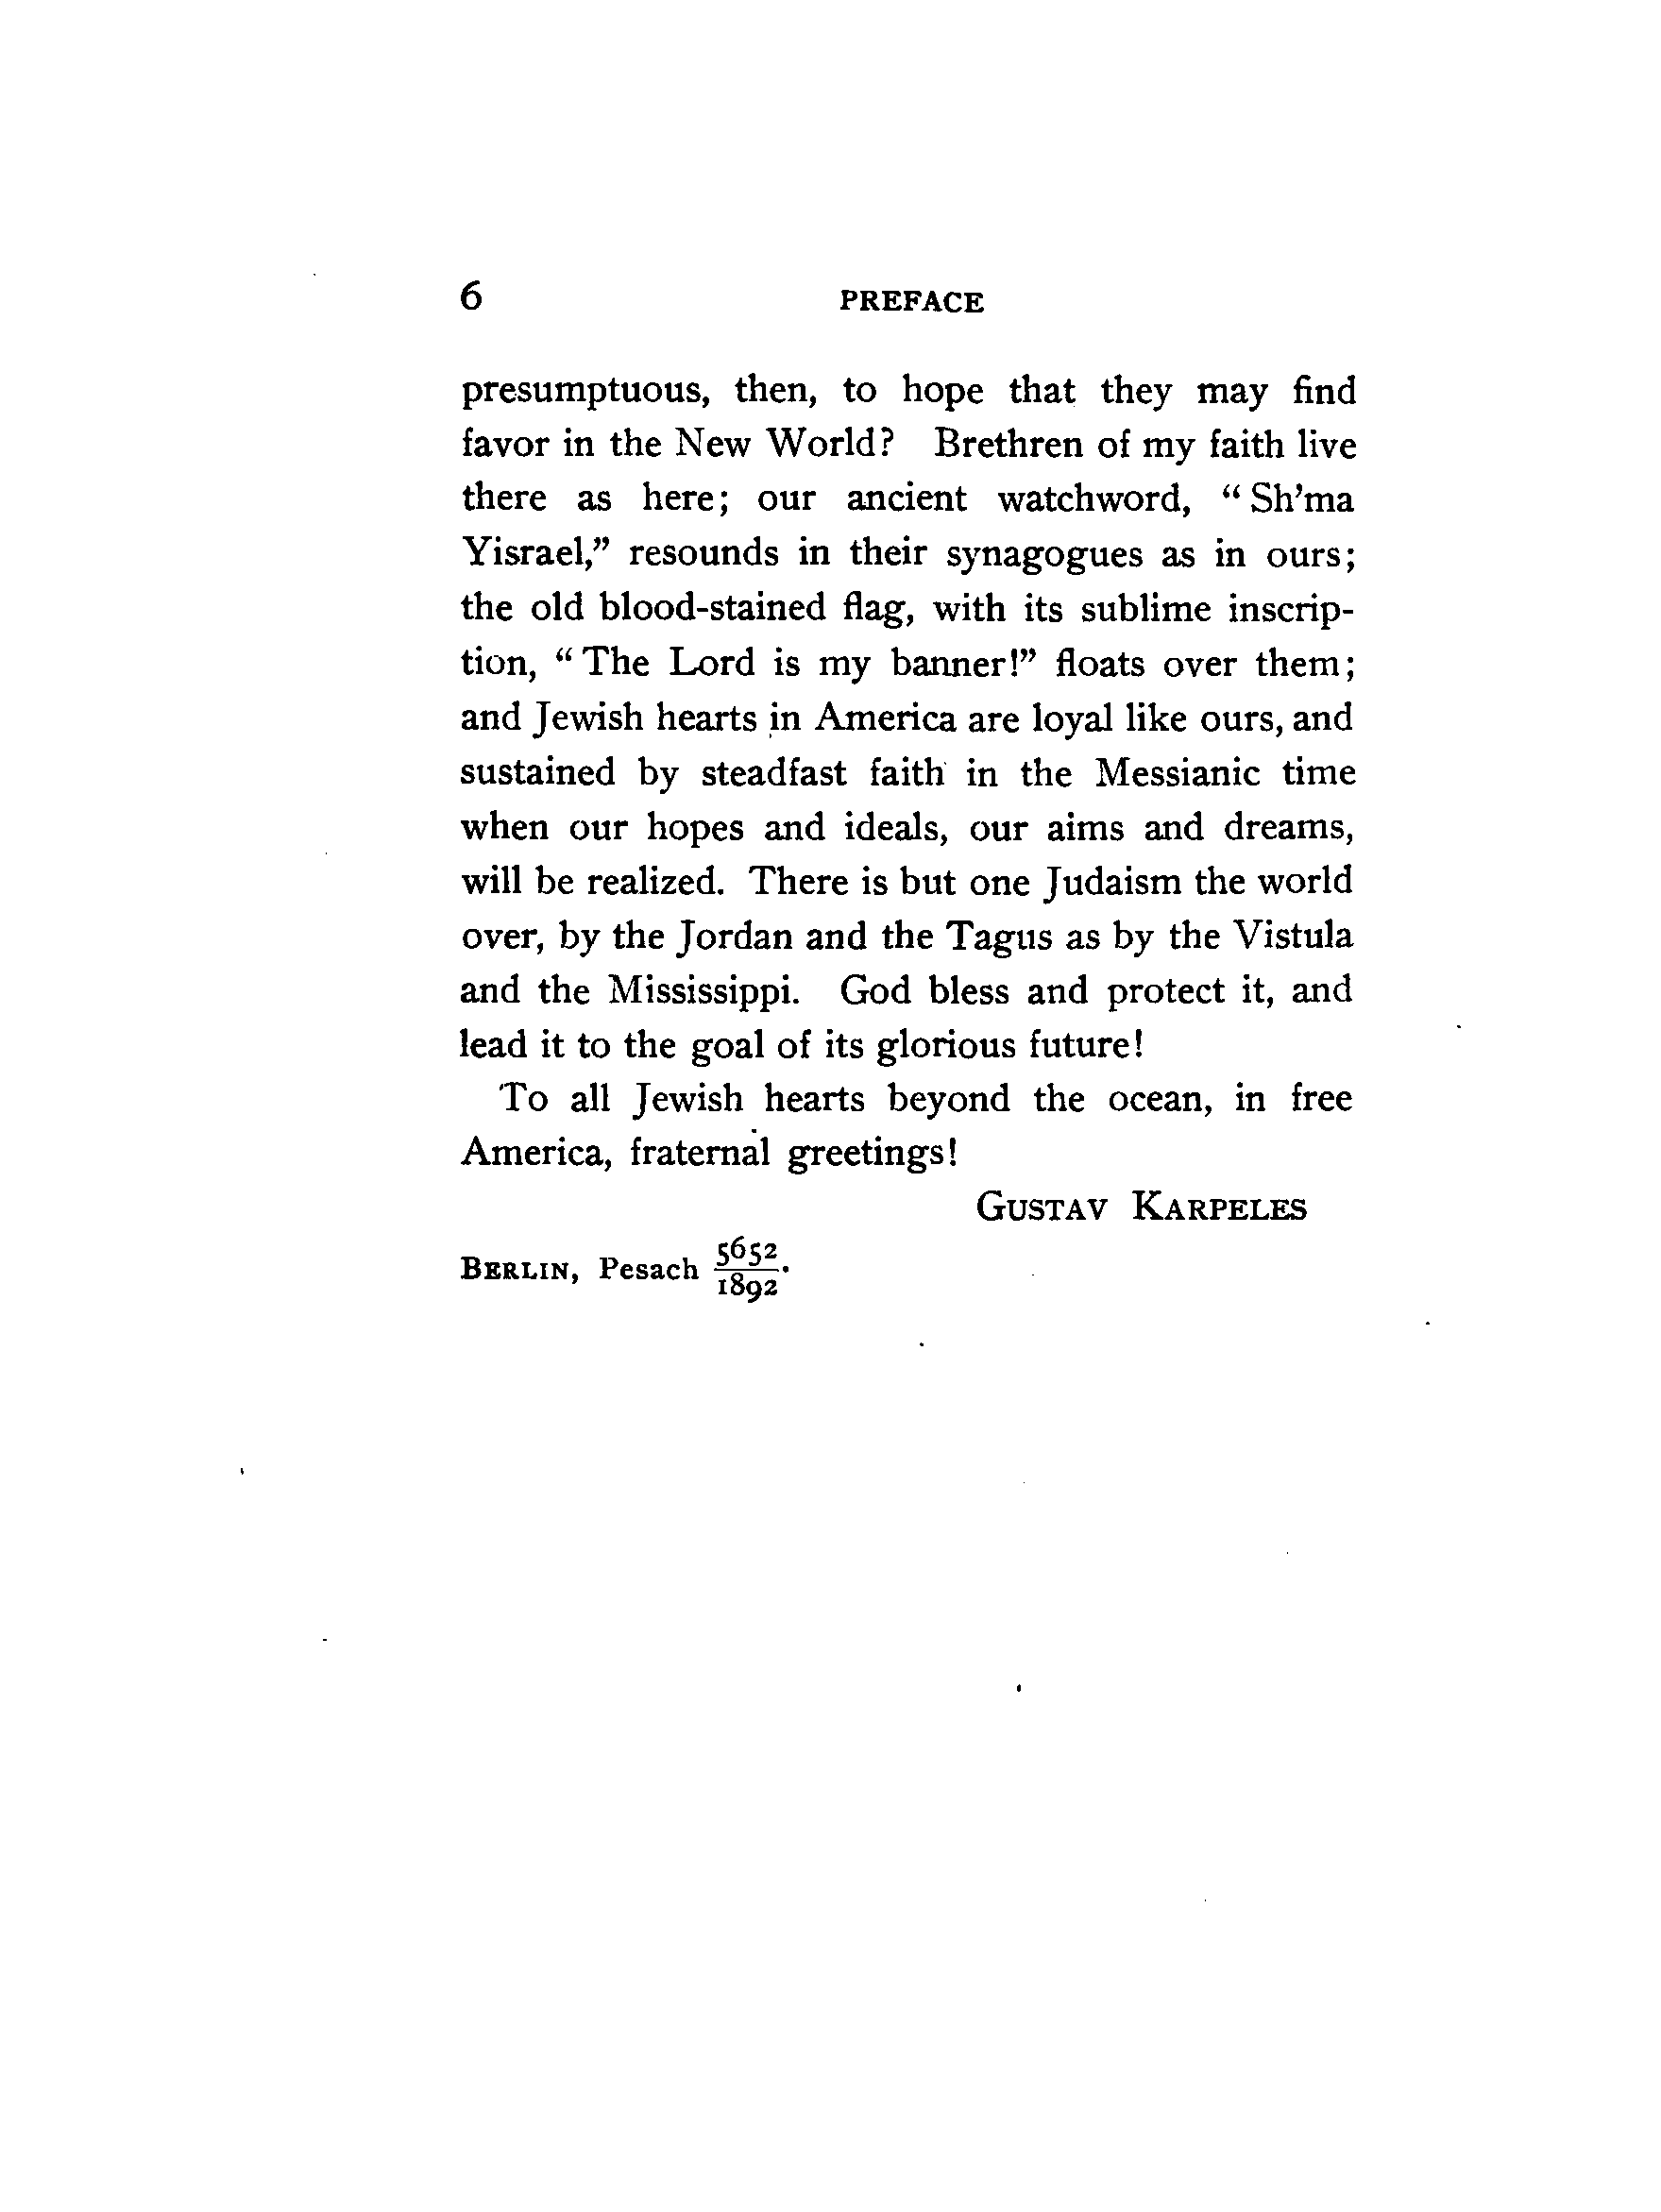 6 PREFACE
presumptuous, then, to hope that they may find
favor in the New World? Brethren of my faith live
there as here; our ancient watchword, “Sh’ma
Yisrael,” resounds in their synagogues as in ours;
the old blood-stained flag, with its sublime inscrip-
tion, “The Lord is my banner!” floats over them;
and Jewish hearts in America are loyal like ours, and
sustained by steadfast faith in the Messianic time
when our hopes and ideals, our aims and dreams,
will be realized. There is but one Judaism the world
over, by the Jordan and the Tagus as by the Vistula
and the Mississippi. God bless and protect it, and
lead it to the goal of its glorious future!
To all Jewish hearts beyond the ocean, in free
America, fraternal greetings!
GUSTAV KARPELES
BERLIN, Pesach 5652/1892.